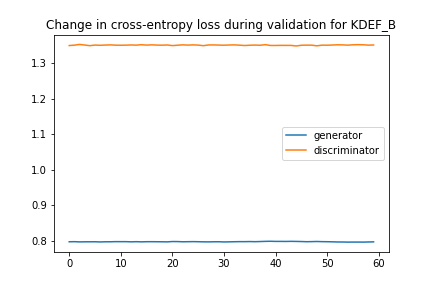 Change in cross-entropy loss during validation for KDEF_B
1.3
1.2
1.1
1.0
0.9
0.8
generator
discriminator
0 10 20 30 40 50 60